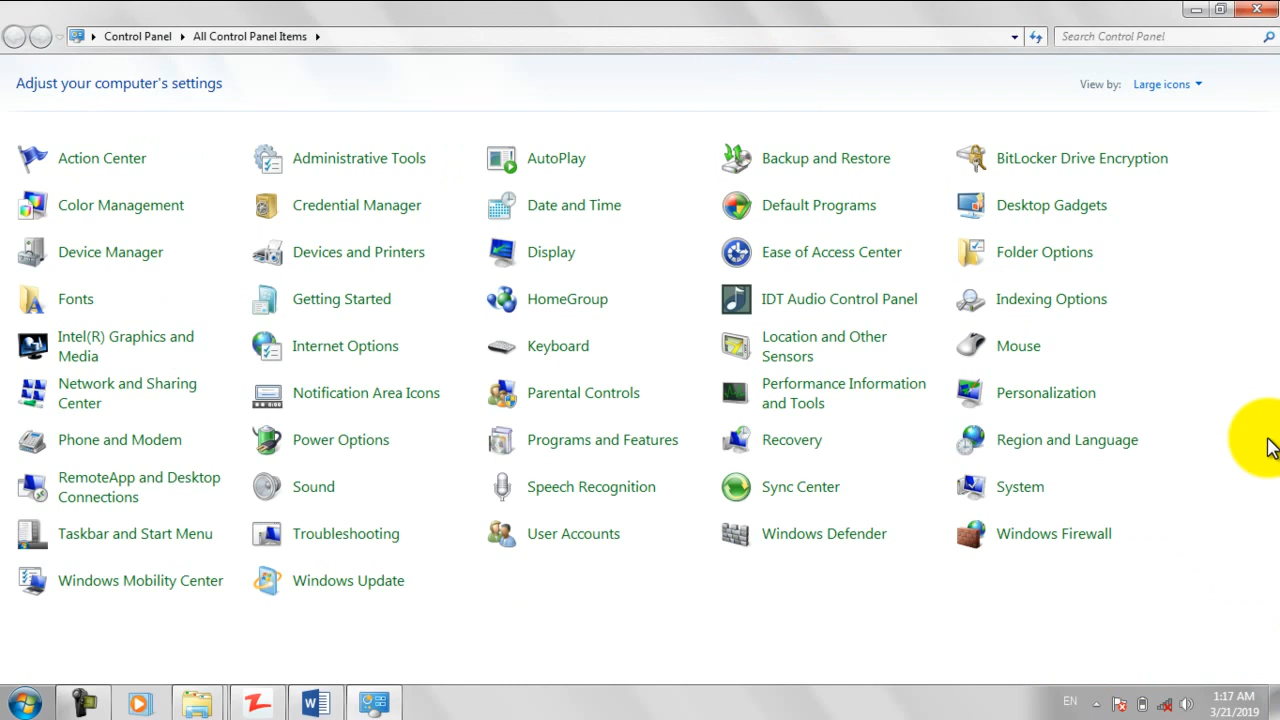 Control Panel All Control Panel Items Search Control Panel
Adjust your computer's settings View by: Large icons
Action Center Administrative Tools AutoPlay Backup and Restore BitLocker Drive Encryption
Color Management Credential Manager Date and Time Default Programs Desktop Gadgets
Device Manager Devices and Printers Display Ease of Access Center Folder Options
Fonts Getting Started HomeGroup IDT Audio Control Panel Indexing Options
Intel(R) Graphics and
Media
Internet Options Keyboard
Location and Other
Sensors
Mouse
Network and Sharing
Center
Notification Area Icons Parental Controls
Performance Information
and Tools
Personalization
Phone and Modem Power Options Programs and Features Recovery Region and Language
RemoteApp and Desktop
Connections
Sound Speech Recognition Sync Center System
Taskbar and Start Menu Troubleshooting User Accounts Windows Defender Windows Firewall
Windows Mobility Center Windows Update
EN 1:17 AM
3/21/2019